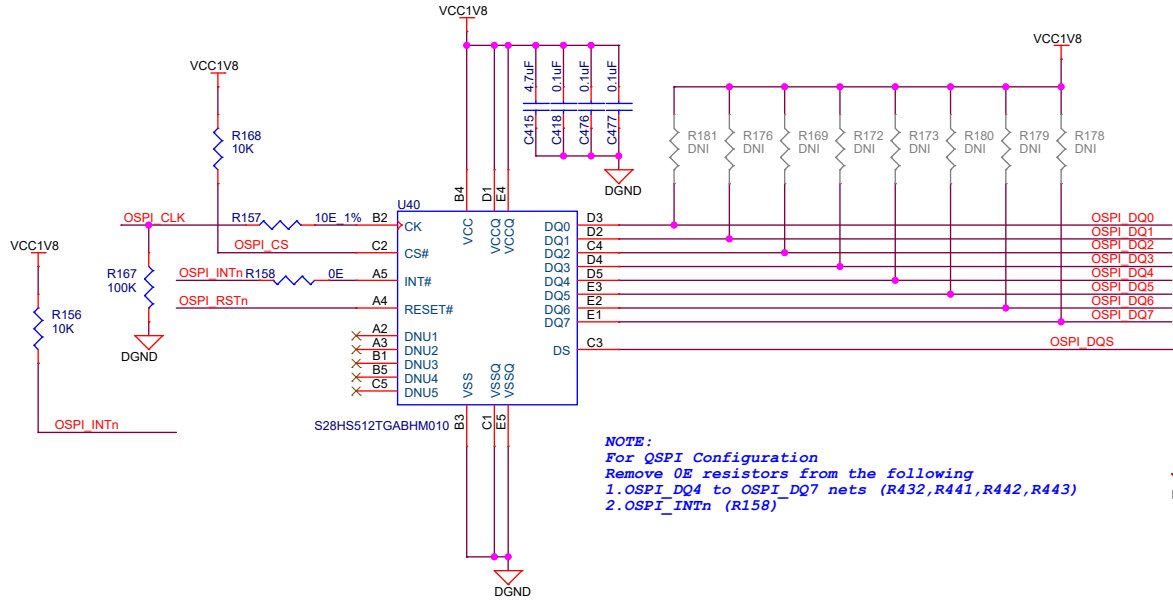 VCC1V8
VCC1V8
VCC1V8
VCC1V8
4.7uF
0.1uF
0.1uF
0.1uF
C415
C418
C476
C477
DGND
R168
10K
R181
DNI
R176
DNI
R169
DNI
R172
DNI
R173
DNI
R180
DNI
R179
DNI
R178
DNI
B4
D1
E4
U40
OSPI_CLK
R157
10E_1%
B2
CK
VCC
VCCQ
VCCQ
DQ0
D3
OSPI_DQ0
DQ1
D2
OSPI_DQ1
OSPI_CS
C2
CS#
DQ2
C4
OSPI_DQ2
DQ3
D4
OSPI_DQ3
R167
100K
OSPI_INTn
R158
0E
A5
INT#
DQ4
D5
OSPI_DQ4
DQ5
E3
OSPI_DQ5
OSPI_RSTn
A4
RESET#
DQ6
E2
OSPI_DQ6
DQ7
E1
OSPI_DQ7
R156
10K
DGND
A2
DNU1
A3
DNU2
B1
DNU3
B5
DNU4
C5
DNU5
DS
C3
OSPI_DQS
VSS
VSSQ
VSSQ
B3
C1
E5
OSPI_INTn
S28HS512TGABHM010
NOTE:
For QSPI Configuration
Remove 0E resistors from the following
1.OSPI_DQ4 to OSPI_DQ7 nets (R432,R441,R442,R443)
2.OSPI_INTn (R158)
DGND